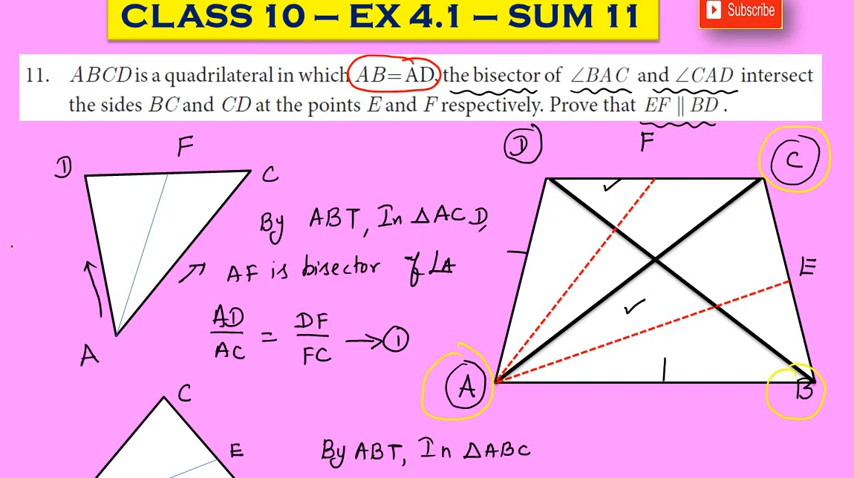 CLASS 10 – EX 4.1 – SUM 11
Subscribe
11. ABCD is a quadrilateral in which AB=AD, the bisector of ∠BAC and ∠CAD intersect
the sides BC and CD at the points E and F respectively. Prove that EF ∥ BD .
D F C
A
By ABT, In △ACD,
AF is bisector of ∠A
AD/AC = DF/FC → ①
D F C
E
A B
C
E
By ABT, In △ABC